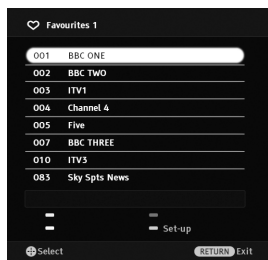 Favourites 1
001 BBC ONE
002 BBC TWO
003 ITV1
004 Channel 4
005 Five
007 BBC THREE
010 ITV3
083 Sky Spts News
Set-up
Select RETURN Exit